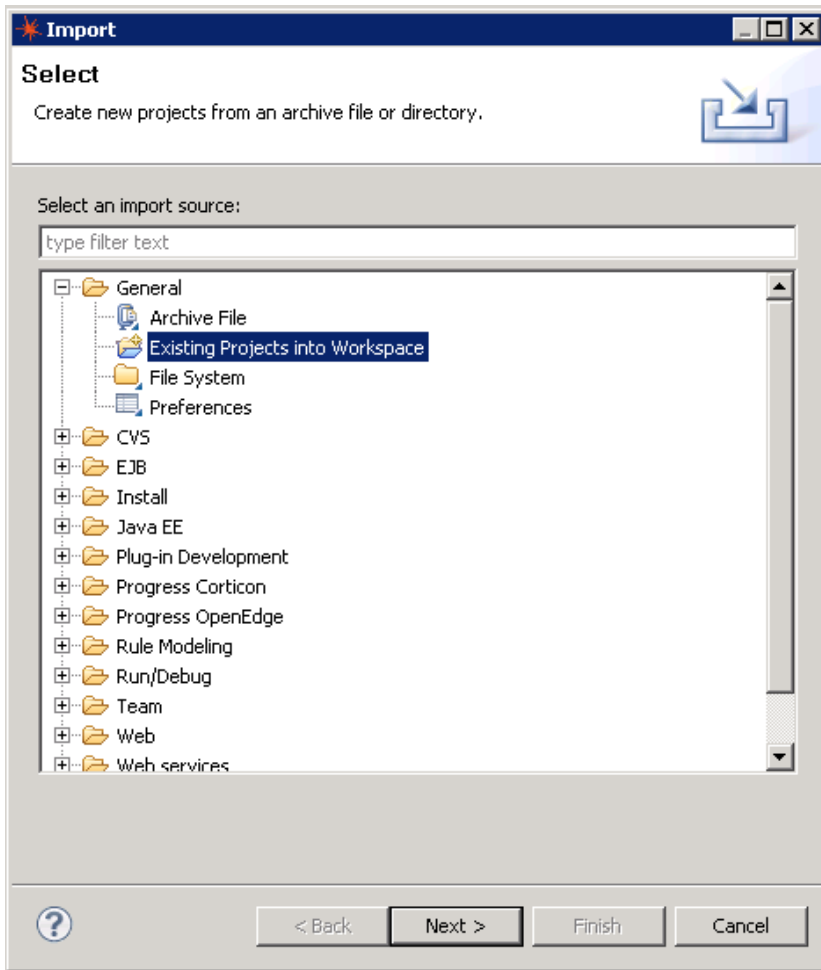 Import
Select
Create new projects from an archive file or directory.
Select an import source:
type filter text
General
Archive File
Existing Projects into Workspace
File System
Preferences
CVS
EJB
Install
Java EE
Plug-in Development
Progress Corticon
Progress OpenEdge
Rule Modeling
Run/Debug
Team
Web
Web services
? < Back Next > Finish Cancel